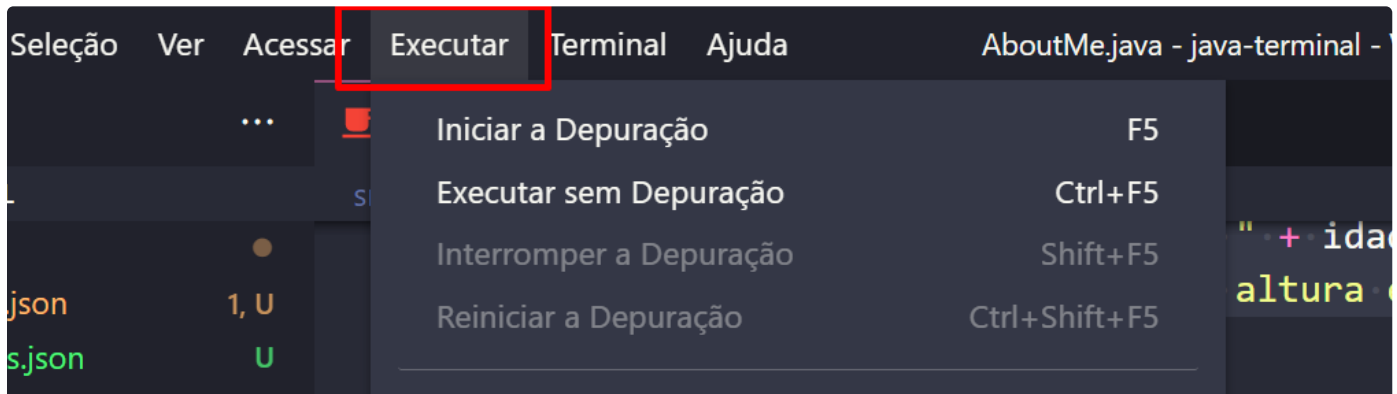 Seleção Ver Acessar Executar Terminal Ajuda AboutMe.java - java-terminal -
...
Iniciar a Depuração F5
Executar sem Depuração Ctrl+F5
" + idad
Interromper a Depuração Shift+F5
altura
.json 1, U
Reiniciar a Depuração Ctrl+Shift+F5
s.json U